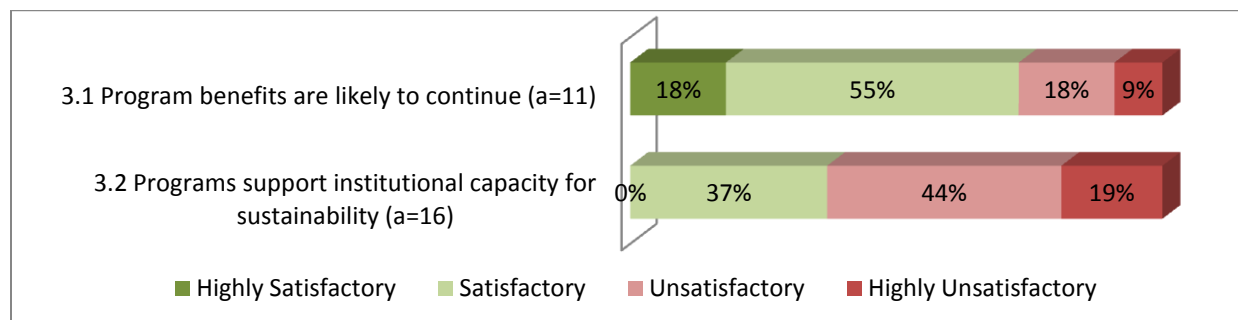 3.1 Program benefits are likely to continue (a=11)
18% 55% 18% 9%
3.2 Programs support institutional capacity for
sustainability (a=16)
0% 37% 44% 19%
Highly Satisfactory Satisfactory Unsatisfactory Highly Unsatisfactory